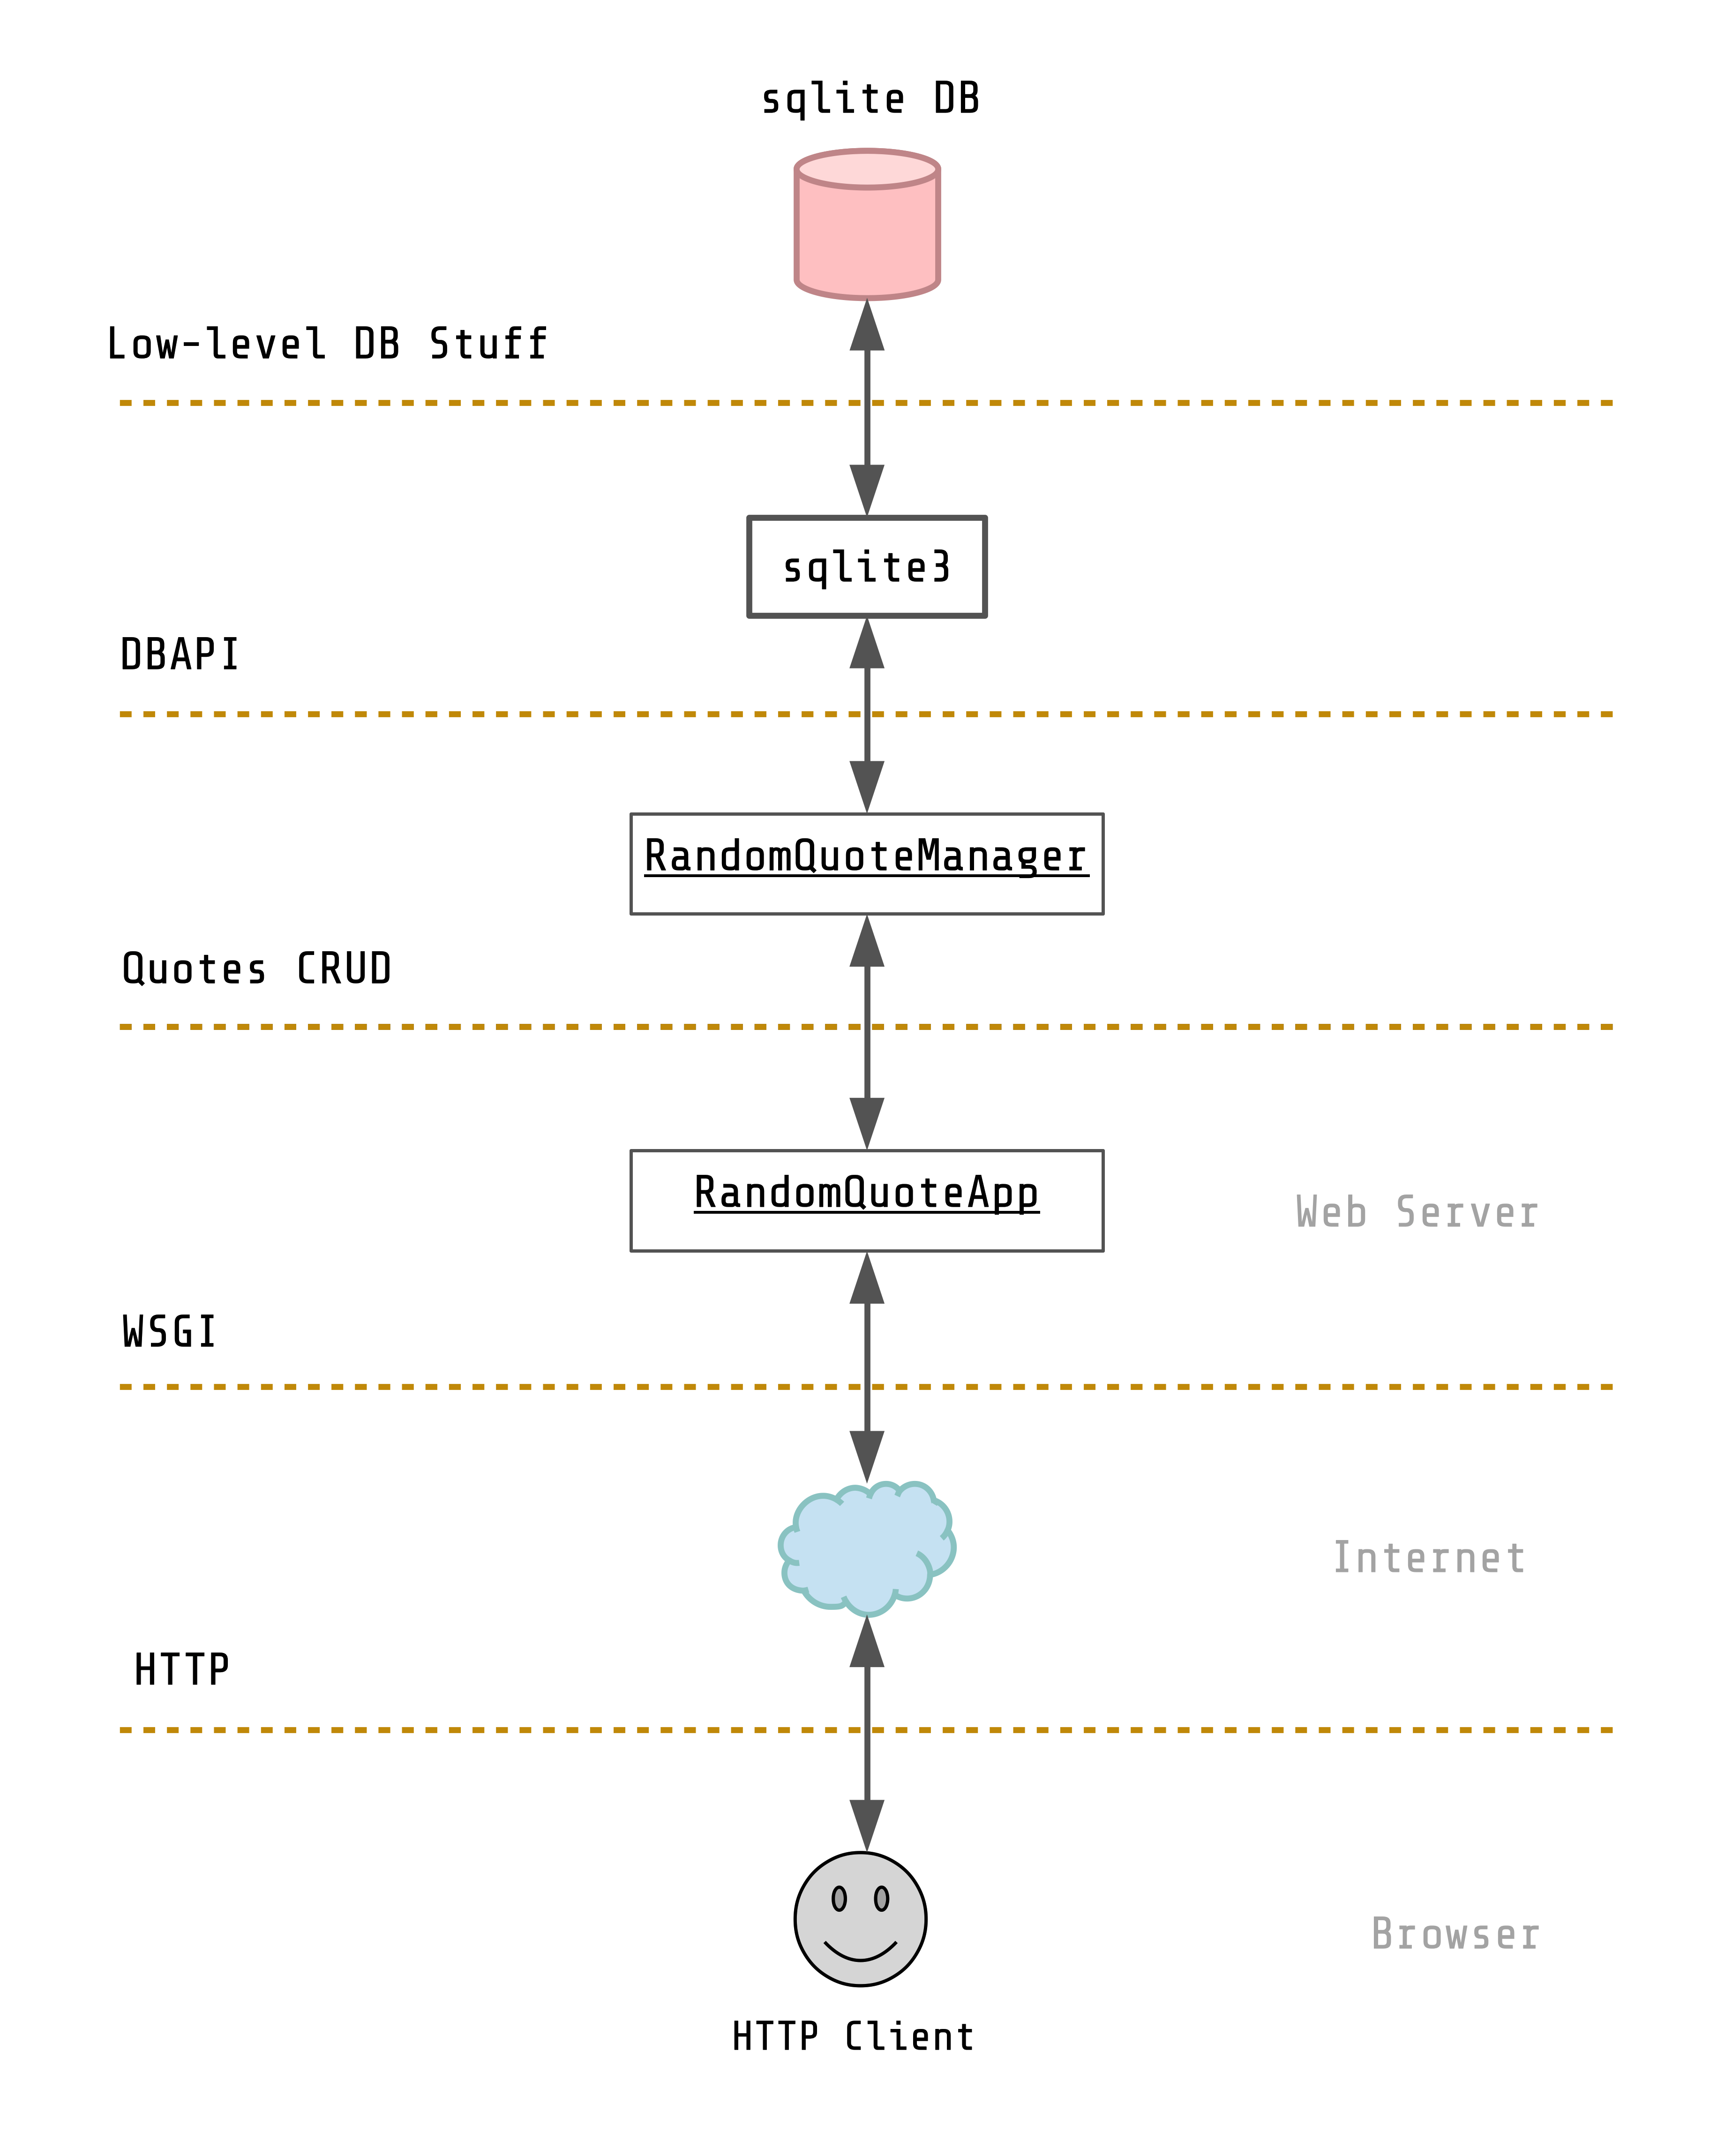 sqlite DB
Low-level DB Stuff
sqlite3
DBAPI
RandomQuoteManager
Quotes CRUD
RandomQuoteApp
Web Server
WSGI
Internet
HTTP
Browser
HTTP Client